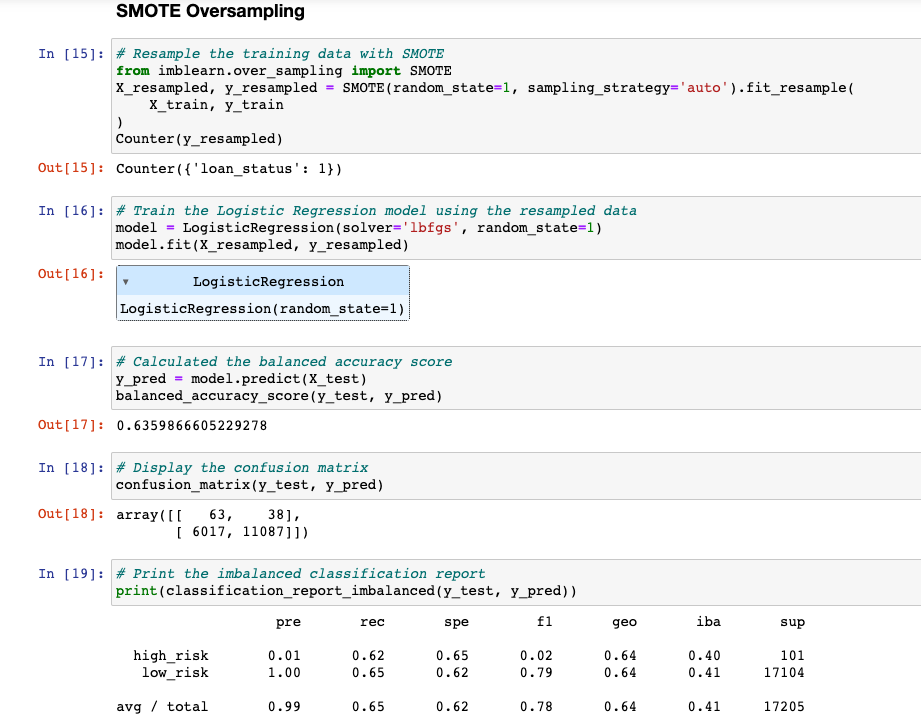 SMOTE Oversampling
In [15]: # Resample the training data with SMOTE
from imblearn.over_sampling import SMOTE
X_resampled, y_resampled = SMOTE(random_state=1, sampling_strategy='auto').fit_resample(
    X_train, y_train
)
Counter(y_resampled)
Out[15]: Counter({'loan_status': 1})
In [16]: # Train the Logistic Regression model using the resampled data
model = LogisticRegression(solver='lbfgs', random_state=1)
model.fit(X_resampled, y_resampled)
Out[16]: ▾ LogisticRegression
LogisticRegression(random_state=1)
In [17]: # Calculated the balanced accuracy score
y_pred = model.predict(X_test)
balanced_accuracy_score(y_test, y_pred)
Out[17]: 0.6359866605229278
In [18]: # Display the confusion matrix
confusion_matrix(y_test, y_pred)
Out[18]: array([[   63,    38],
       [ 6017, 11087]])
In [19]: # Print the imbalanced classification report
print(classification_report_imbalanced(y_test, y_pred))
pre rec spe f1 geo iba sup
high_risk 0.01 0.62 0.65 0.02 0.64 0.40 101
low_risk 1.00 0.65 0.62 0.79 0.64 0.41 17104
avg / total 0.99 0.65 0.62 0.78 0.64 0.41 17205